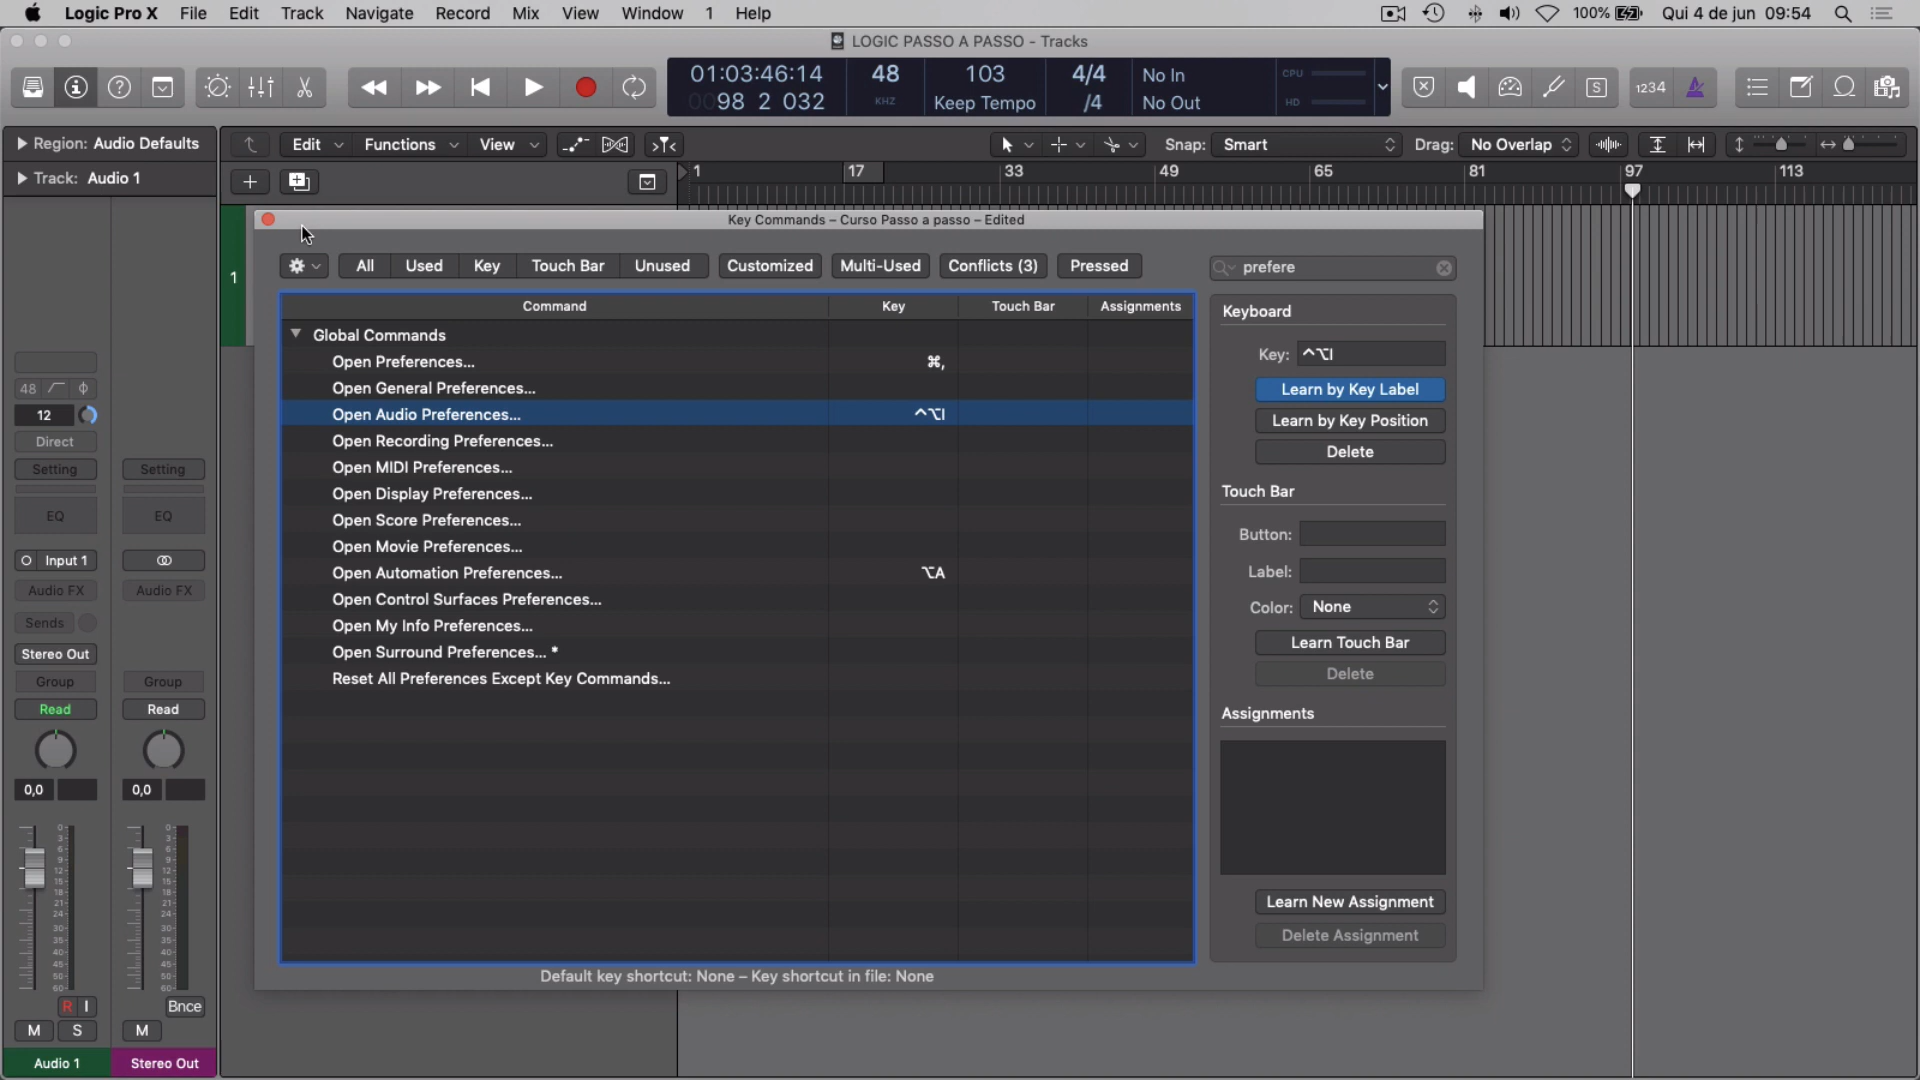 Logic Pro X File Edit Track Navigate Record Mix View Window 1 Help 100% Qui 4 de jun 09:54
LOGIC PASSO A PASSO - Tracks
01:03:46:14 48 103 4/4 No In CPU
0098 2 032 KHZ Keep Tempo /4 No Out HD
S 1234
Region: Audio Defaults Edit Functions View Snap: Smart Drag: No Overlap
Track: Audio 1
1 17 33 49 65 81 97 113
Key Commands – Curso Passo a passo – Edited
1
All Used Key Touch Bar Unused Customized Multi-Used Conflicts (3) Pressed prefere
Command Key Touch Bar Assignments
Global Commands
Open Preferences... ⌘,
Open General Preferences...
Open Audio Preferences... ^⌥I
Open Recording Preferences...
Open MIDI Preferences...
Open Display Preferences...
Open Score Preferences...
Open Movie Preferences...
Open Automation Preferences... ⌥A
Open Control Surfaces Preferences...
Open My Info Preferences...
Open Surround Preferences... *
Reset All Preferences Except Key Commands...
Default key shortcut: None – Key shortcut in file: None
Keyboard
Key: ^⌥I
Learn by Key Label
Learn by Key Position
Delete
Touch Bar
Button:
Label:
Color: None
Learn Touch Bar
Delete
Assignments
Learn New Assignment
Delete Assignment
48
12
Direct
Setting Setting
EQ EQ
Input 1
Audio FX Audio FX
Sends
Stereo Out
Group Group
Read Read
0,0 0,0
R I Bnce
M S M
Audio 1 Stereo Out